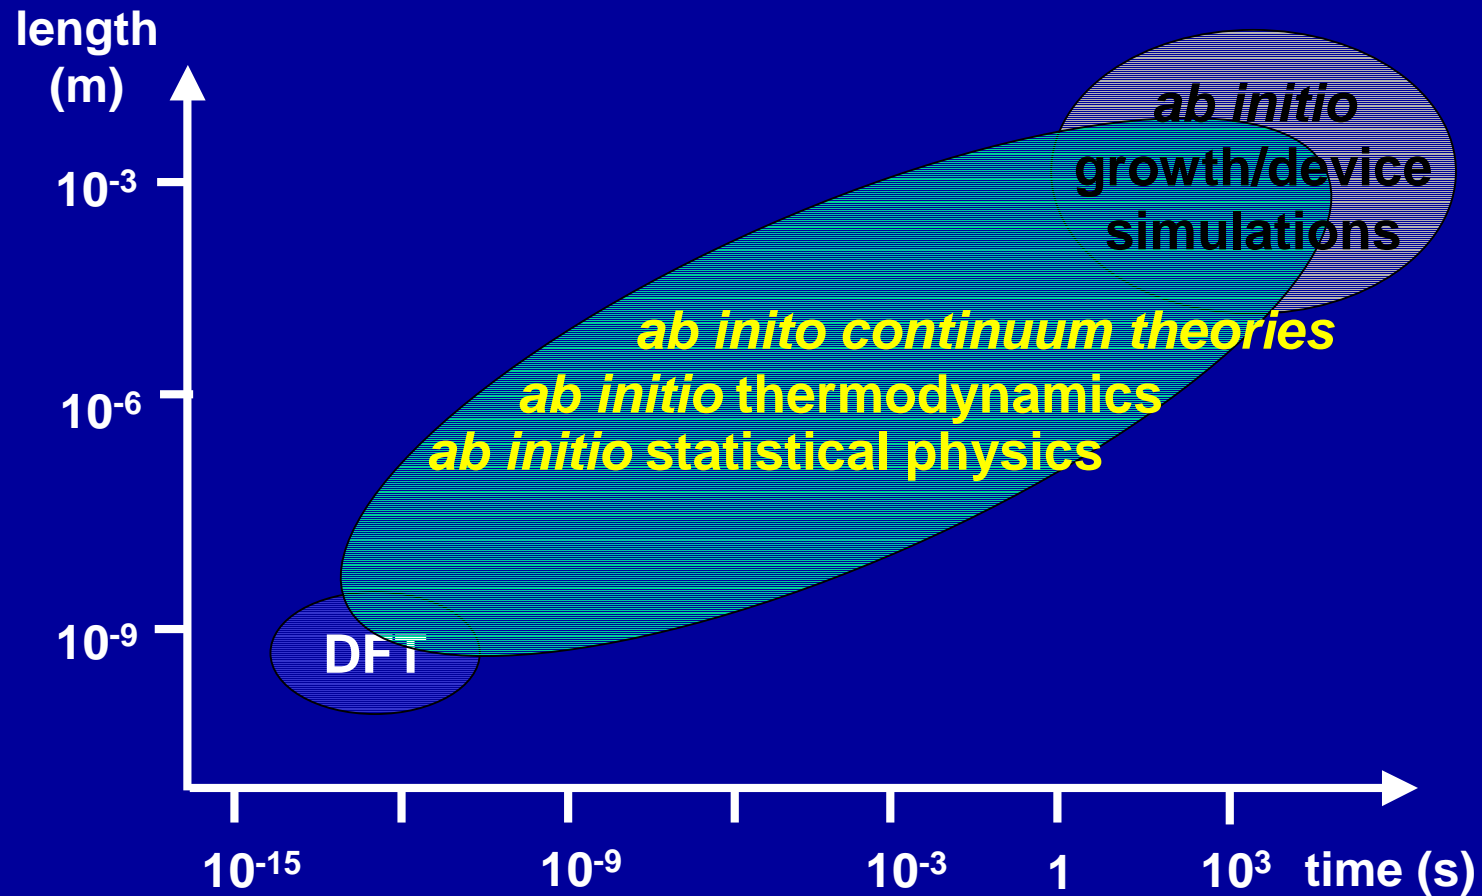 length
(m)
ab initio
growth/device
simulations
10⁻³
ab inito continuum theories
ab initio thermodynamics
10⁻⁶
ab initio statistical physics
10⁻⁹
DFT
10⁻¹⁵ 10⁻⁹ 10⁻³ 1 10³ time (s)